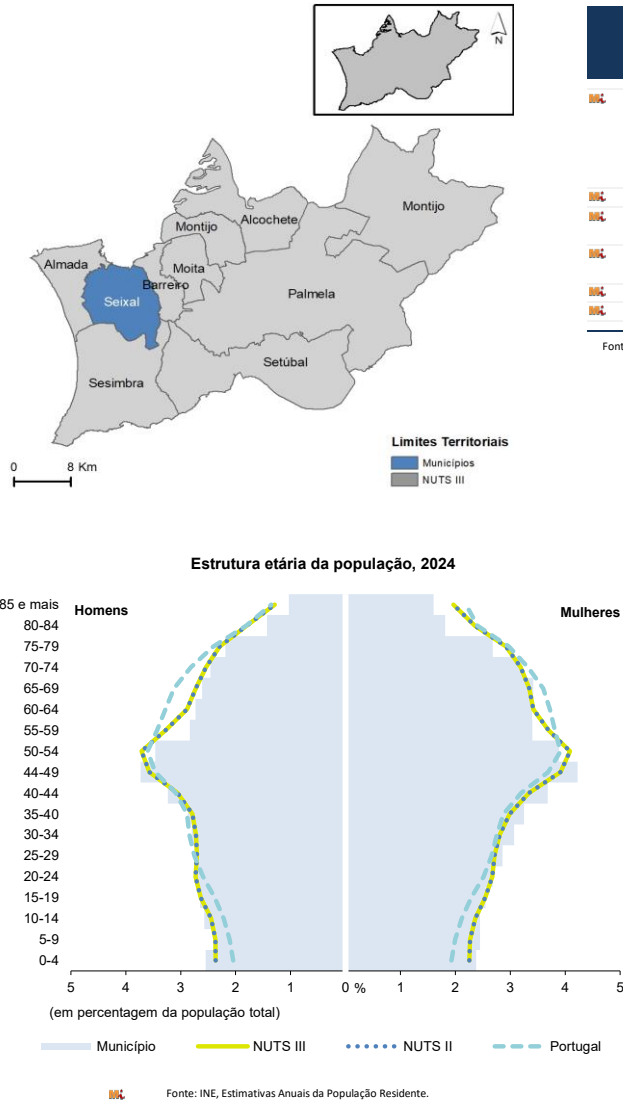 N
Montijo
Alcochete
Montijo
Almada
Moita
Barreiro
Palmela
Seixal
Setúbal
Sesimbra
Limites Territoriais
0 8 Km
Municípios
NUTS III
Font
Estrutura etária da população, 2024
85 e mais
Homens
Mulheres
80-84
75-79
70-74
65-69
60-64
55-59
50-54
44-49
40-44
35-40
30-34
25-29
20-24
15-19
10-14
5-9
0-4
5 4 3 2 1 0 % 1 2 3 4 5
(em percentagem da população total)
Município NUTS III NUTS II Portugal
Fonte: INE, Estimativas Anuais da População Residente.